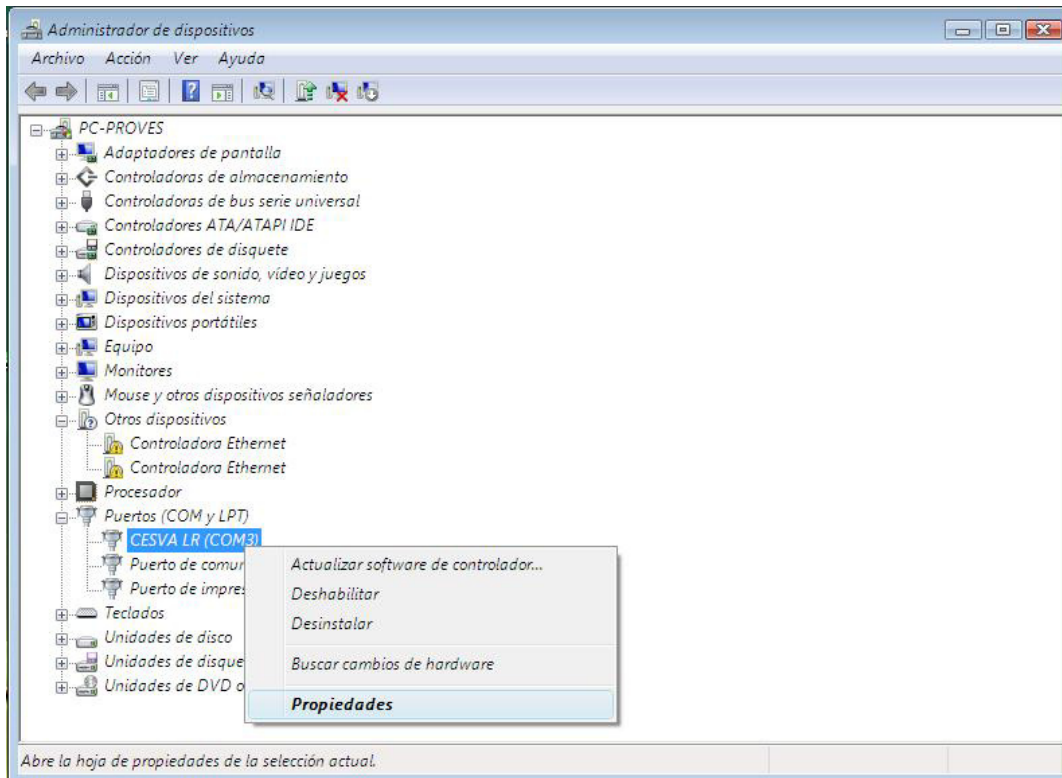 Administrador de dispositivos
Archivo Acción Ver Ayuda
PC-PROVES
Adaptadores de pantalla
Controladoras de almacenamiento
Controladoras de bus serie universal
Controladores ATA/ATAPI IDE
Controladores de disquete
Dispositivos de sonido, vídeo y juegos
Dispositivos del sistema
Dispositivos portátiles
Equipo
Monitores
Mouse y otros dispositivos señaladores
Otros dispositivos
Controladora Ethernet
Controladora Ethernet
Procesador
Puertos (COM y LPT)
CESVA LR (COM3)
Puerto de comur
Puerto de impres
Teclados
Unidades de disco
Unidades de disque
Unidades de DVD o
Actualizar software de controlador...
Deshabilitar
Desinstalar
Buscar cambios de hardware
Propiedades
Abre la hoja de propiedades de la selección actual.